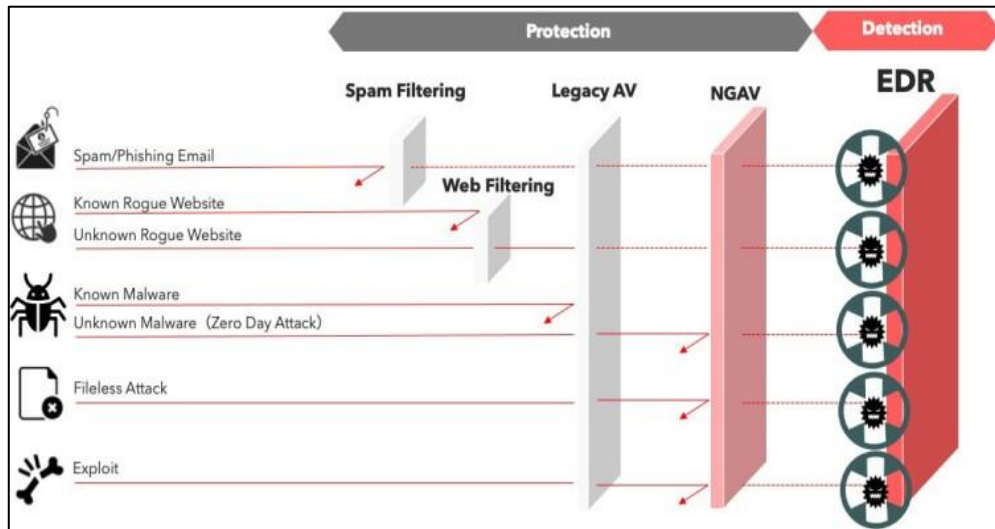 Protection
Detection
Spam Filtering
Legacy AV
NGAV
EDR
Spam/Phishing Email
Web Filtering
Known Rogue Website
Unknown Rogue Website
Known Malware
Unknown Malware（Zero Day Attack）
Fileless Attack
Exploit